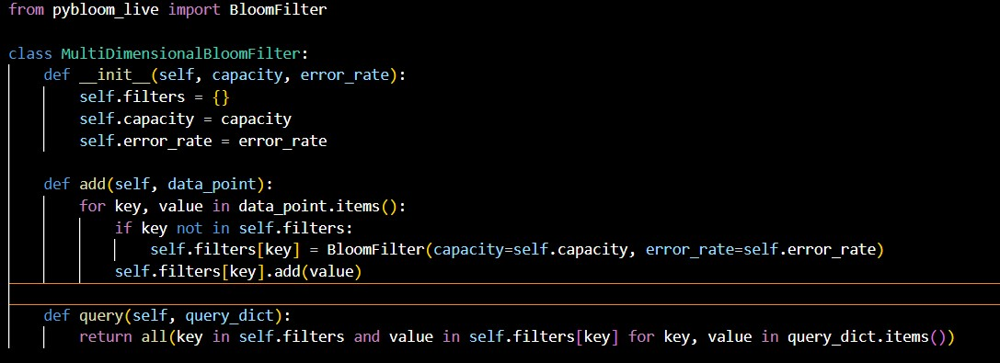 from pybloom_live import BloomFilter

class MultiDimensionalBloomFilter:
    def __init__(self, capacity, error_rate):
        self.filters = {}
        self.capacity = capacity
        self.error_rate = error_rate

    def add(self, data_point):
        for key, value in data_point.items():
            if key not in self.filters:
                self.filters[key] = BloomFilter(capacity=self.capacity, error_rate=self.error_rate)
            self.filters[key].add(value)

    def query(self, query_dict):
        return all(key in self.filters and value in self.filters[key] for key, value in query_dict.items())